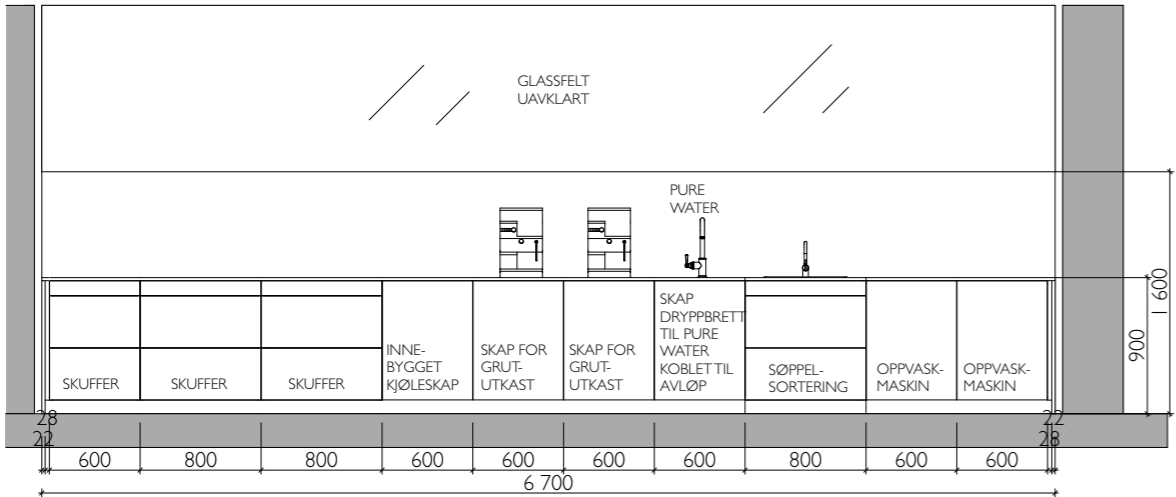 GLASSFELT
UAVKLART
PURE
WATER
SKUFFER
SKUFFER
SKUFFER
INNE-
BYGGET
KJØLESKAP
SKAP FOR
GRUT-
UTKAST
SKAP FOR
GRUT-
UTKAST
SKAP
DRYPPBRETT
TIL PURE
WATER
KOBLET TIL
AVLØP
SØPPEL-
SORTERING
OPPVASK-
MASKIN
OPPVASK-
MASKIN
900
1 600
28
22
22
28
600
800
800
600
600
600
600
800
600
600
6 700